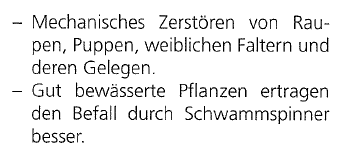 – Mechanisches Zerstören von Rau-
pen, Puppen, weiblichen Faltern und
deren Gelegen.
– Gut bewässerte Pflanzen ertragen
den Befall durch Schwammspinner
besser.